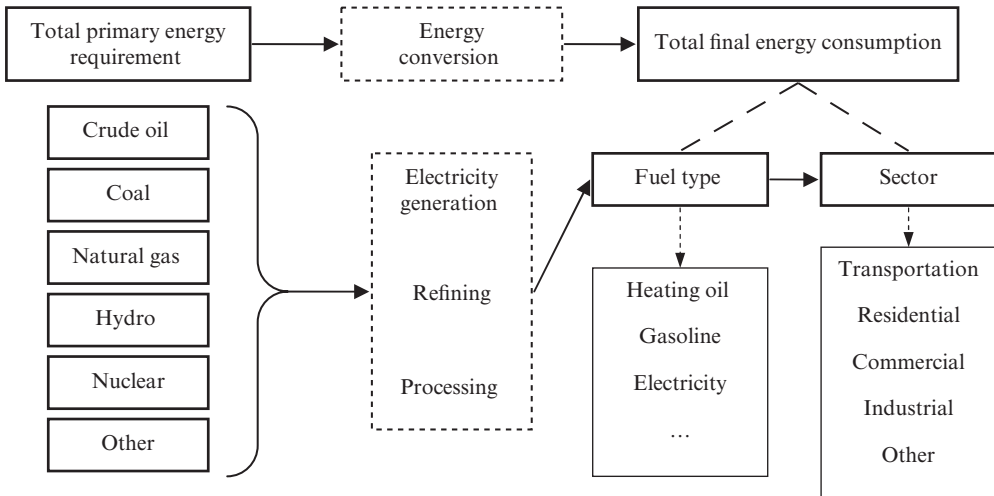 Total primary energy
requirement
Energy
conversion
Total final energy consumption
Crude oil
Coal
Natural gas
Hydro
Nuclear
Other
Electricity
generation
Refining
Processing
Fuel type
Sector
Heating oil
Gasoline
Electricity
…
Transportation
Residential
Commercial
Industrial
Other